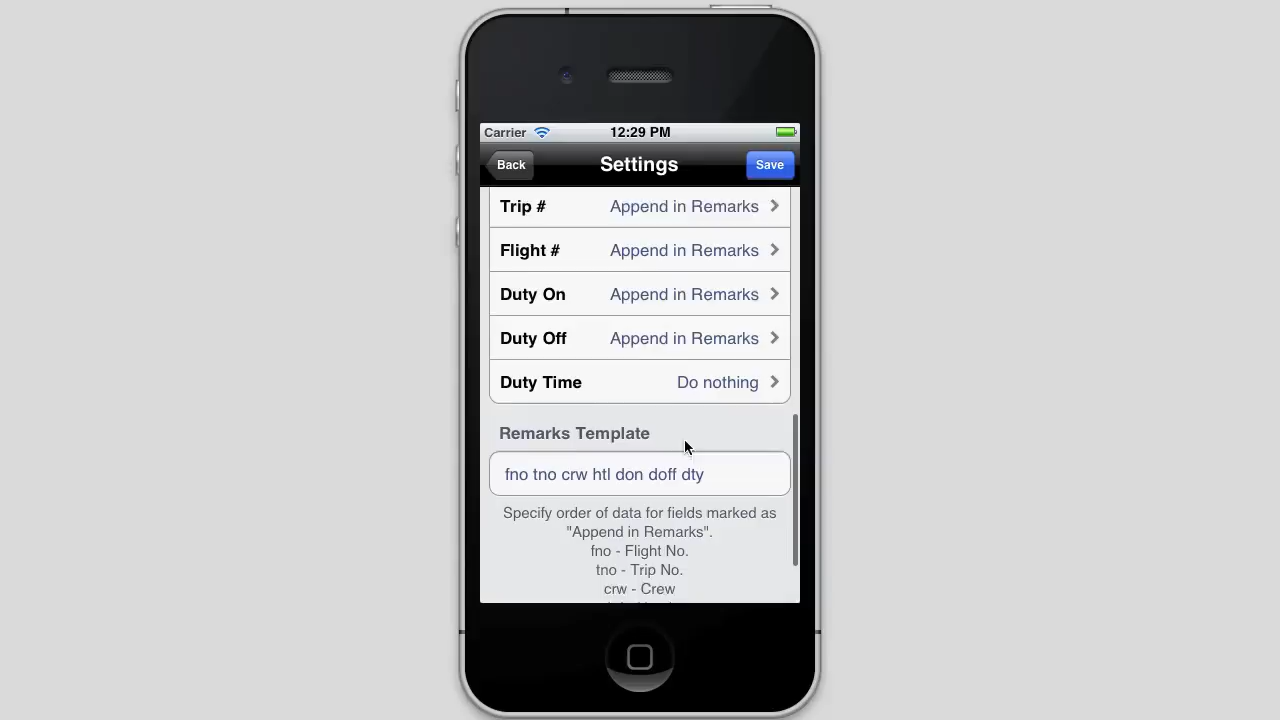 Carrier 12:29 PM
Back Settings Save
Trip # Append in Remarks
Flight # Append in Remarks
Duty On Append in Remarks
Duty Off Append in Remarks
Duty Time Do nothing
Remarks Template
fno tno crw htl don doff dty
Specify order of data for fields marked as
"Append in Remarks".
fno - Flight No.
tno - Trip No.
crw - Crew